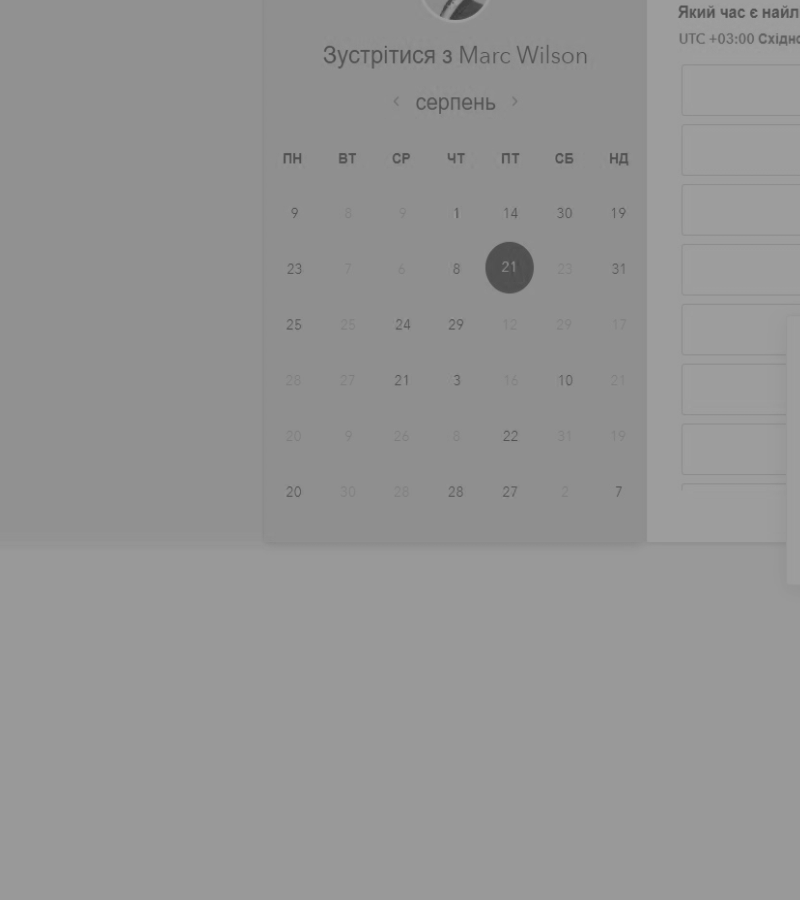 Який час є найл
UTC +03:00 Східно
Зустрітися з Marc Wilson
‹ серпень ›
ПН ВТ СР ЧТ ПТ СБ НД
9 8 9 1 14 30 19
23 7 6 8 21 23 31
25 25 24 29 12 29 17
28 27 21 3 16 10 21
20 9 26 8 22 31 19
20 30 28 28 27 2 7